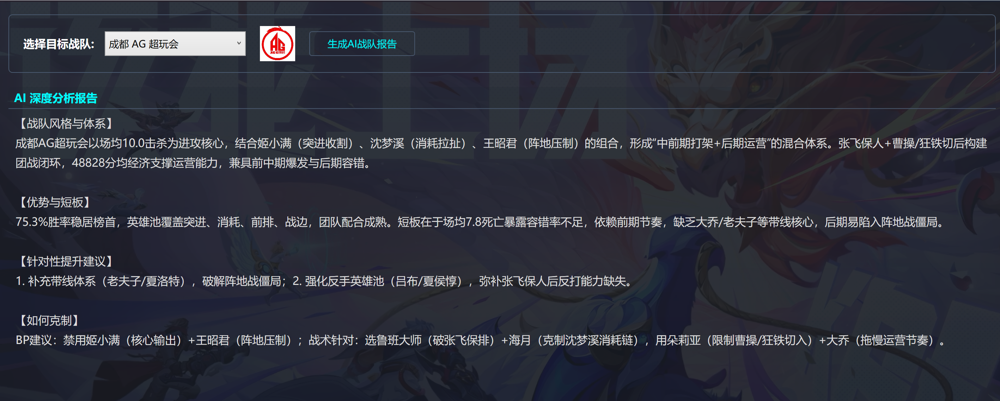 选择目标战队:
成都 AG 超玩会
AG
AG超玩会
生成AI战队报告
AI 深度分析报告
【战队风格与体系】
成都AG超玩会以场均10.0击杀为进攻核心，结合姬小满（突进收割）、沈梦溪（消耗拉扯）、王昭君（阵地压制）的组合，形成“中前期打架+后期运营”的混合体系。张飞保人+曹操/狂铁切后构建
团战闭环，48828分均经济支撑运营能力，兼具前中期爆发与后期容错。
【优势与短板】
75.3%胜率稳居榜首，英雄池覆盖突进、消耗、前排、战边，团队配合成熟。短板在于场均7.8死亡暴露容错率不足，依赖前期节奏，缺乏大乔/老夫子等带线核心，后期易陷入阵地战僵局。
【针对性提升建议】
1. 补充带线体系（老夫子/夏洛特），破解阵地战僵局；2. 强化反手英雄池（吕布/夏侯惇），弥补张飞保人后反打能力缺失。
【如何克制】
BP建议：禁用姬小满（核心输出）+王昭君（阵地压制）；战术针对：选鲁班大师（破张飞保排）+海月（克制沈梦溪消耗链），用朵莉亚（限制曹操/狂铁切入）+大乔（拖慢运营节奏）。